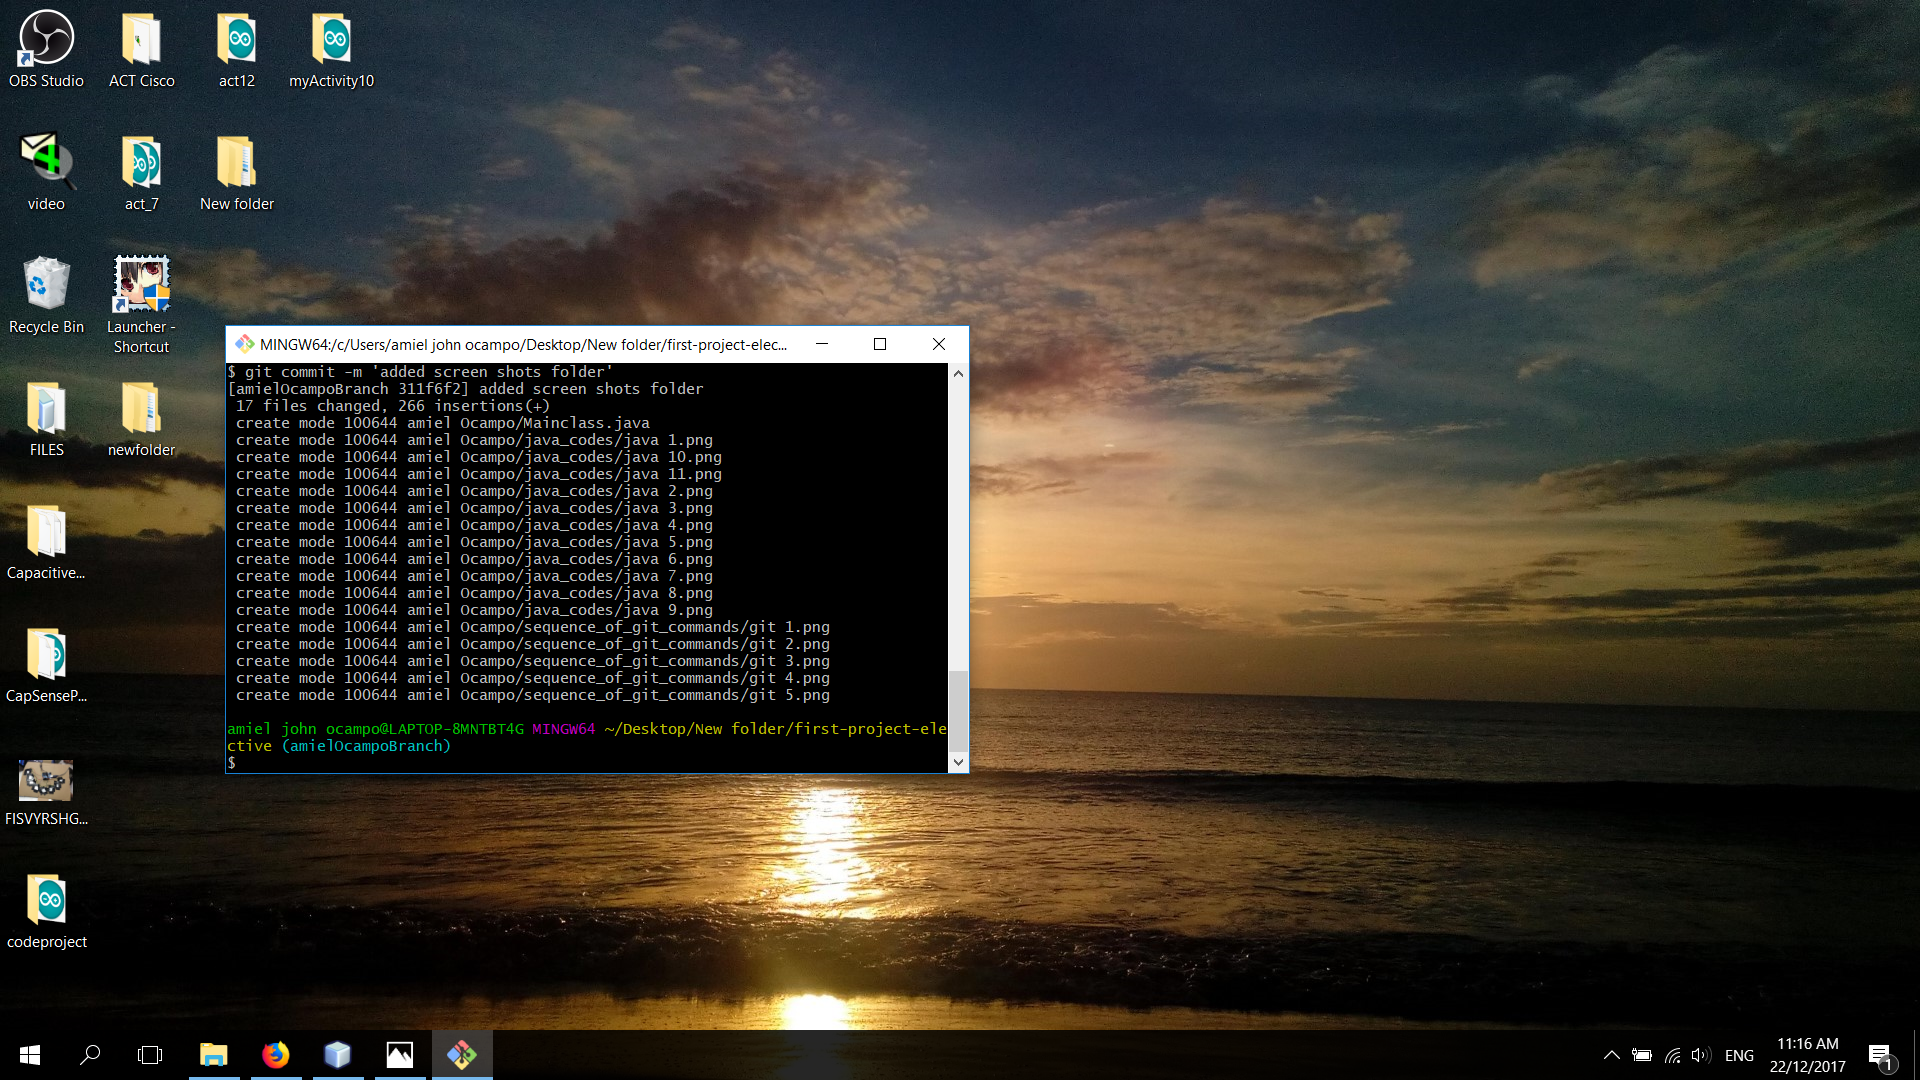 OBS Studio
ACT Cisco
act12
myActivity10
video
act_7
New folder
Recycle Bin
Launcher -
Shortcut
FILES
newfolder
Capacitive...
CapSenseP...
FISVYRSHG...
codeproject
MINGW64:/c/Users/amiel john ocampo/Desktop/New folder/first-project-elec...
$ git commit -m 'added screen shots folder'
[amielOcampoBranch 311f6f2] added screen shots folder
17 files changed, 266 insertions(+)
create mode 100644 amiel Ocampo/Mainclass.java
create mode 100644 amiel Ocampo/java_codes/java 1.png
create mode 100644 amiel Ocampo/java_codes/java 10.png
create mode 100644 amiel Ocampo/java_codes/java 11.png
create mode 100644 amiel Ocampo/java_codes/java 2.png
create mode 100644 amiel Ocampo/java_codes/java 3.png
create mode 100644 amiel Ocampo/java_codes/java 4.png
create mode 100644 amiel Ocampo/java_codes/java 5.png
create mode 100644 amiel Ocampo/java_codes/java 6.png
create mode 100644 amiel Ocampo/java_codes/java 7.png
create mode 100644 amiel Ocampo/java_codes/java 8.png
create mode 100644 amiel Ocampo/java_codes/java 9.png
create mode 100644 amiel Ocampo/sequence_of_git_commands/git 1.png
create mode 100644 amiel Ocampo/sequence_of_git_commands/git 2.png
create mode 100644 amiel Ocampo/sequence_of_git_commands/git 3.png
create mode 100644 amiel Ocampo/sequence_of_git_commands/git 4.png
create mode 100644 amiel Ocampo/sequence_of_git_commands/git 5.png
amiel john ocampo@LAPTOP-8MNTBT4G MINGW64 ~/Desktop/New folder/first-project-ele
ctive (amielOcampoBranch)
$
ENG
11:16 AM
22/12/2017
1